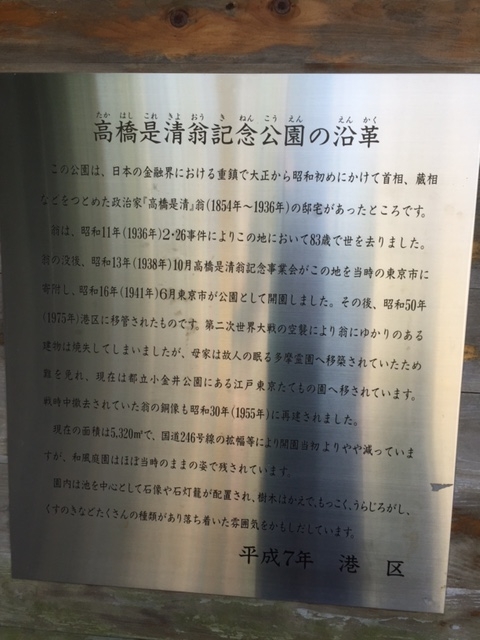 たか はし これ きよ おう き ねん こう えん えん かく
高橋是清翁記念公園の沿革
この公園は、日本の金融界における重鎮で大正から昭和初めにかけて首相、蔵相
などをつとめた政治家『高橋是清』翁(1854年〜1936年)の邸宅があったところです。
翁は、昭和11年(1936年)2・26事件によりこの地において83歳で世を去りました。
翁の没後、昭和13年(1938年)10月高橋是清翁記念事業会がこの地を当時の東京市に
寄附し、昭和16年(1941年)6月東京市が公園として開園しました。その後、昭和50年
(1975年)港区に移管されたものです。第二次世界大戦の空襲により翁にゆかりのある
建物は焼失してしまいましたが、母家は故人の眠る多摩霊園へ移築されていたため
難を免れ、現在は都立小金井公園にある江戸東京たてもの園へ移されています。
戦時中撤去されていた翁の銅像も昭和30年(1955年)に再建されました。
現在の面積は5,320㎡で、国道246号線の拡幅等により開園当初よりやや減っていま
すが、和風庭園はほぼ当時のままの姿で残されています。
園内は池を中心として石像や石灯籠が配置され、樹木はかえで、もっこく、うらじろがし、
くすのきなどたくさんの種類があり落ち着いた雰囲気をかもしだしています。
平成7年 港区